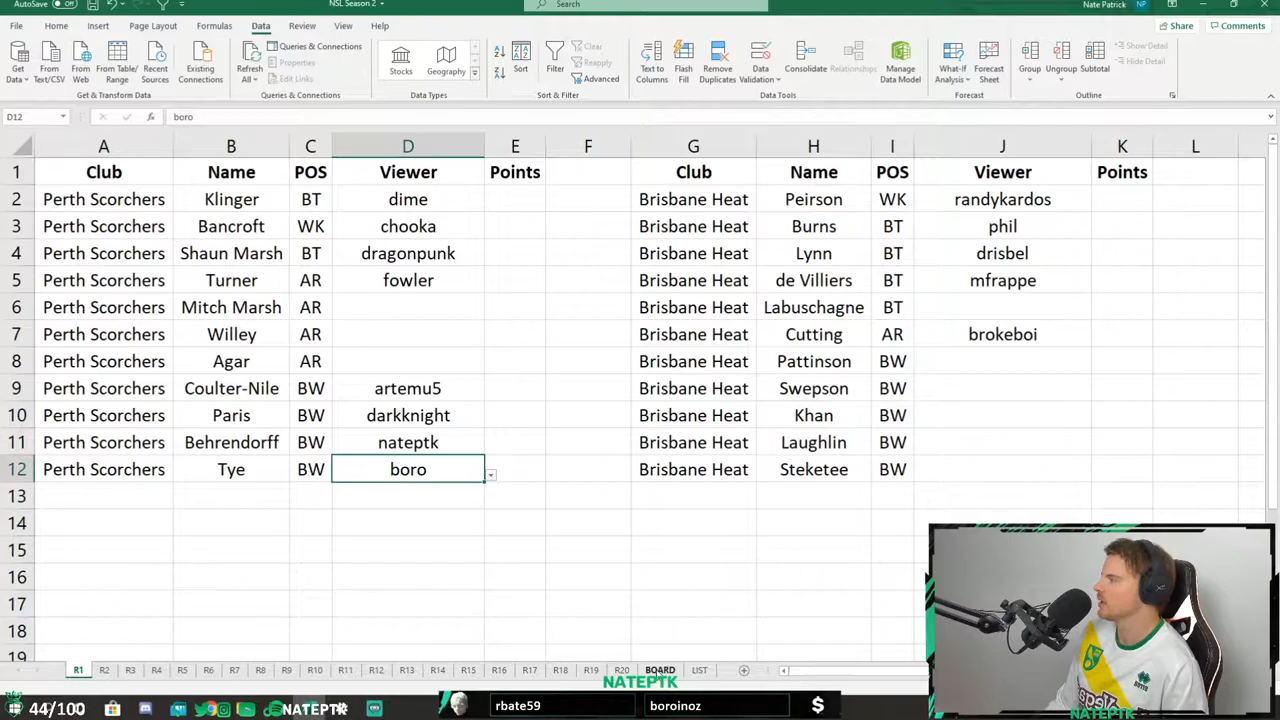 AutoSave Off NSL Season 2 Search Nate Patrick NP
File Home Insert Page Layout Formulas Data Review View Help Share Comments
Get Data From Text/CSV From Web From Table/ Range Recent Sources Existing Connections Refresh All Queries & Connections Properties Edit Links Stocks Geography Sort Filter Clear Reapply Advanced Text to Columns Flash Fill Remove Duplicates Data Validation Consolidate Relationships Manage Data Model What-If Analysis Forecast Sheet Group Ungroup Subtotal Show Detail Hide Detail
Get & Transform Data Queries & Connections Data Types Sort & Filter Data Tools Forecast Outline
D12 fx boro
A B C D E F G H I J K L
1 Club Name POS Viewer Points Club Name POS Viewer Points
2 Perth Scorchers Klinger BT dime Brisbane Heat Peirson WK randykardos
3 Perth Scorchers Bancroft WK chooka Brisbane Heat Burns BT phil
4 Perth Scorchers Shaun Marsh BT dragonpunk Brisbane Heat Lynn BT drisbel
5 Perth Scorchers Turner AR fowler Brisbane Heat de Villiers BT mfrappe
6 Perth Scorchers Mitch Marsh AR Brisbane Heat Labuschagne BT
7 Perth Scorchers Willey AR Brisbane Heat Cutting AR brokeboi
8 Perth Scorchers Agar AR Brisbane Heat Pattinson BW
9 Perth Scorchers Coulter-Nile BW artemu5 Brisbane Heat Swepson BW
10 Perth Scorchers Paris BW darkknight Brisbane Heat Khan BW
11 Perth Scorchers Behrendorff BW nateptk Brisbane Heat Laughlin BW
12 Perth Scorchers Tye BW boro Brisbane Heat Steketee BW
13
14
15
16
17
18
19
R1 R2 R3 R4 R5 R6 R7 R8 R9 R10 R11 R12 R13 R14 R15 R16 R17 R18 R19 R20 BOARD LIST
NATEPTK
44/100 NATEPTK rbate59 boroinoz $ NATEPTK